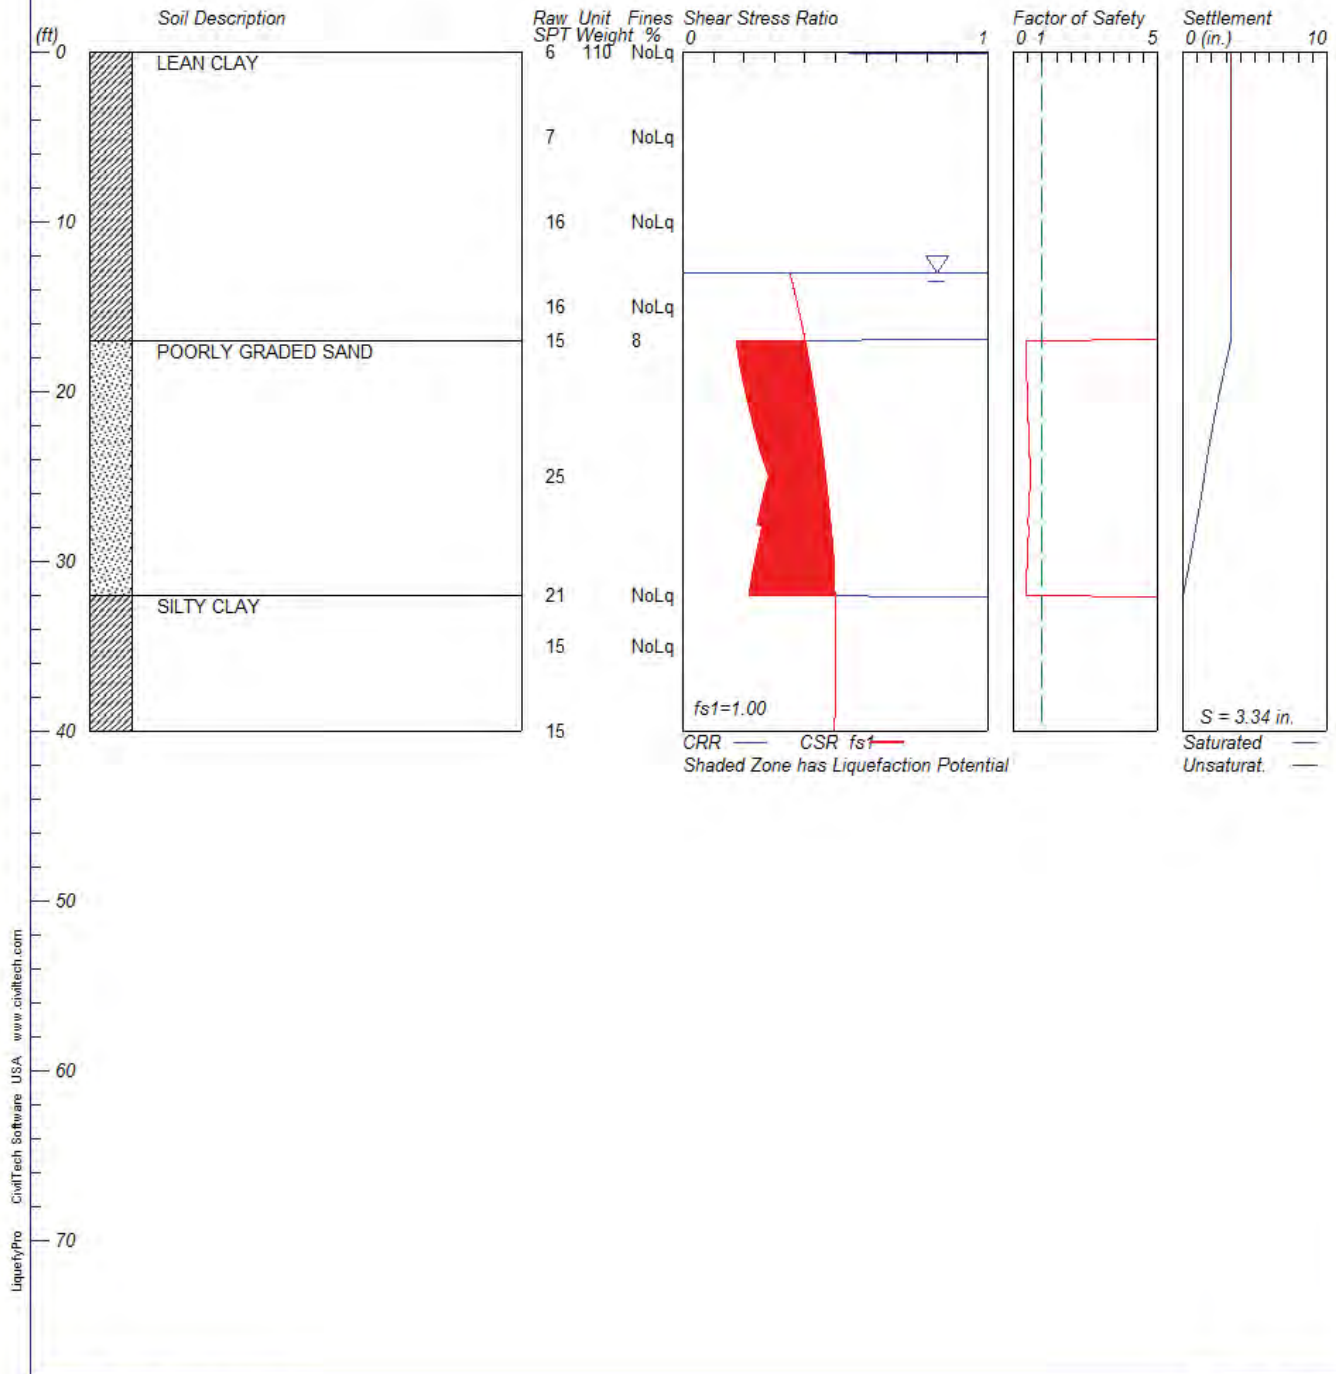 Soil Description Raw Unit Fines Shear Stress Ratio Factor of Safety Settlement
(ft) SPT Weight % 0 1 0 1 5 0 (in.) 10
0 LEAN CLAY 6 110 NoLq
7 NoLq
10 16 NoLq
16 NoLq
POORLY GRADED SAND 15 8
20
25
30
SILTY CLAY 21 NoLq
15 NoLq
fs1=1.00 S = 3.34 in.
40 15
CRR CSR fs1 Saturated
Shaded Zone has Liquefaction Potential Unsaturat.
50
60
70
LiquefyPro CivilTech Software USA www.civiltech.com